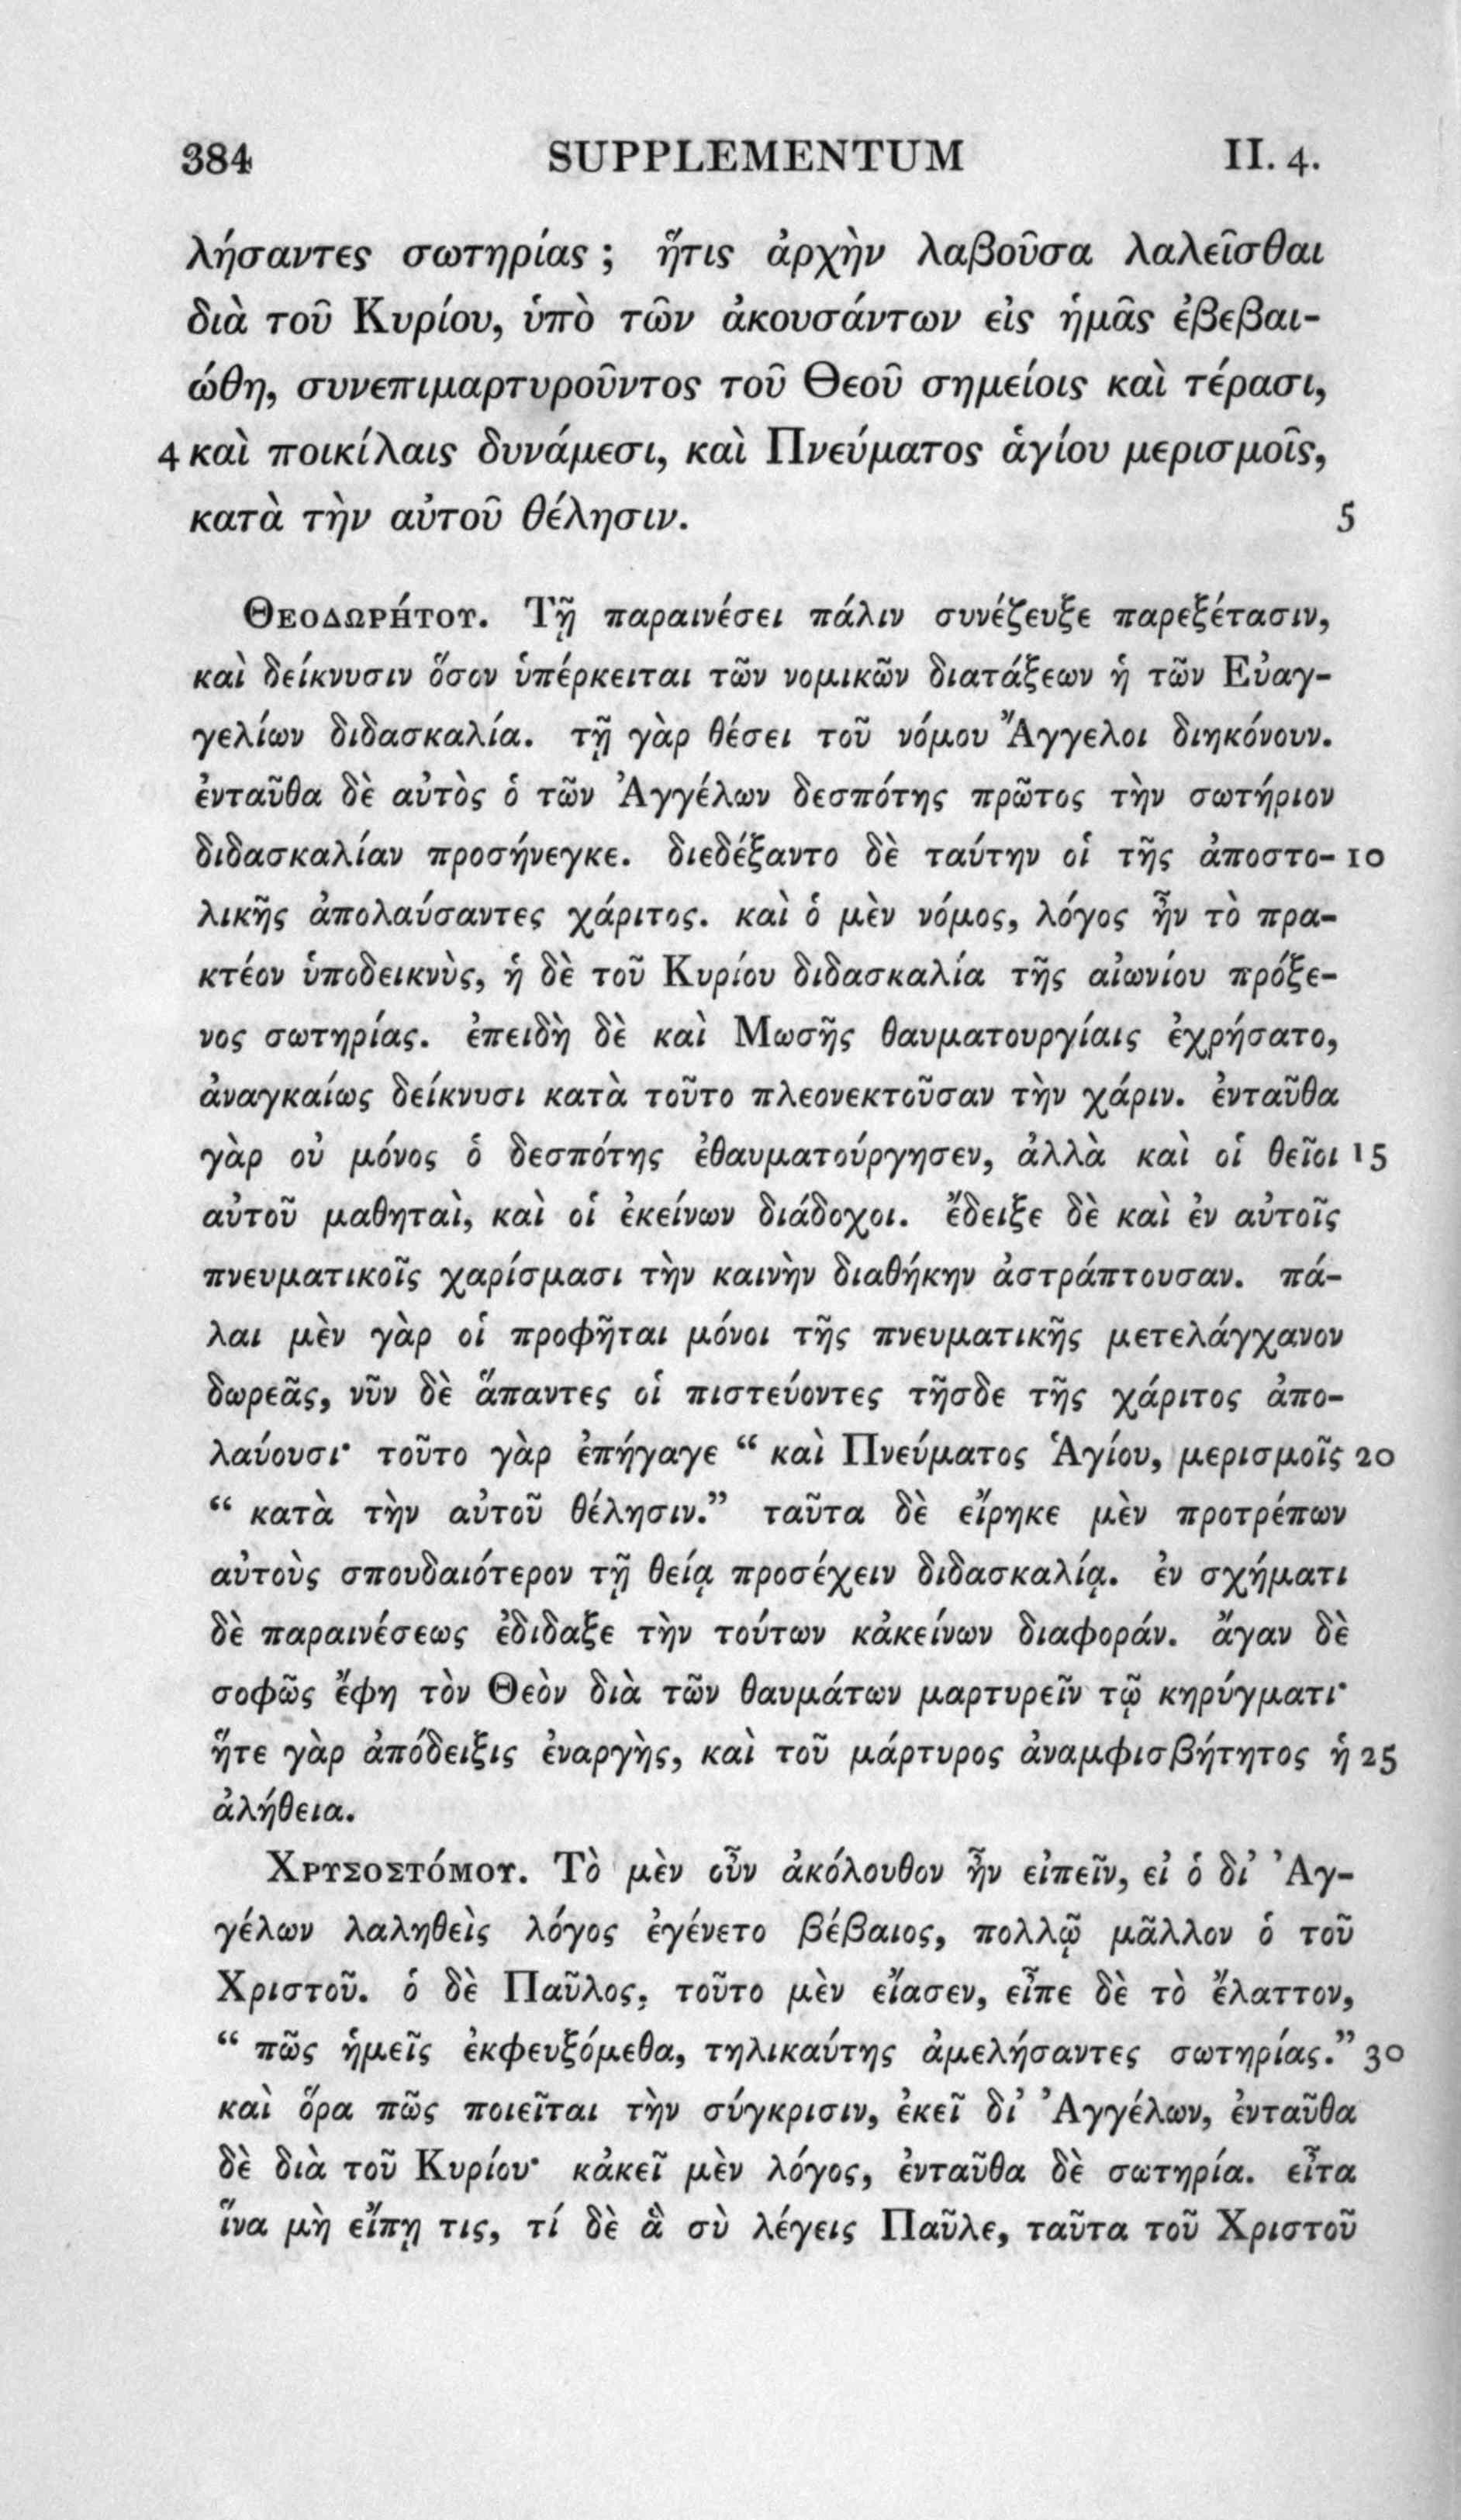 384 SUPPLEMENTUM II. 4.
λήσαντες σωτηρίας ; ἥτις ἀρχὴν λαβοῦσα λαλεῖσθαι
διὰ τοῦ Κυρίου, ὑπὸ τῶν ἀκουσάντων εἰς ἡμᾶς ἐβεβαι-
ώθη, συνεπιμαρτυροῦντος τοῦ Θεοῦ σημείοις καὶ τέρασι,
4 καὶ ποικίλαις δυνάμεσι, καὶ Πνεύματος ἁγίου μερισμοῖς,
κατὰ τὴν αὐτοῦ θέλησιν. 5
ΘΕΟΔΩΡΉΤΟΥ. Τῇ παραινέσει πάλιν συνέζευξε παρεξέτασιν,
καὶ δείκνυσιν ὅσον ὑπέρκειται τῶν νομικῶν διατάξεων ἡ τῶν Εὐαγ-
γελίων διδασκαλία. τῇ γὰρ θέσει τοῦ νόμου Ἄγγελοι διηκόνουν.
ἐνταῦθα δὲ αὐτὸς ὁ τῶν Ἀγγέλων δεσπότης πρῶτος τὴν σωτήριον
διδασκαλίαν προσήνεγκε. διεδέξαντο δὲ ταύτην οἱ τῆς ἀποστο- 10
λικῆς ἀπολαύσαντες χάριτος. καὶ ὁ μὲν νόμος, λόγος ἦν τὸ πρα-
κτέον ὑποδεικνὺς, ἡ δὲ τοῦ Κυρίου διδασκαλία τῆς αἰωνίου πρόξε-
νος σωτηρίας. ἐπειδὴ δὲ καὶ Μωσῆς θαυματουργίαις ἐχρήσατο,
ἀναγκαίως δείκνυσι κατὰ τοῦτο πλεονεκτοῦσαν τὴν χάριν. ἐνταῦθα
γὰρ οὐ μόνος ὁ δεσπότης ἐθαυματούργησεν, ἀλλὰ καὶ οἱ θεῖοι 15
αὐτοῦ μαθηταὶ, καὶ οἱ ἐκείνων διάδοχοι. ἔδειξε δὲ καὶ ἐν αὐτοῖς
πνευματικοῖς χαρίσμασι τὴν καινὴν διαθήκην ἀστράπτουσαν. πά-
λαι μὲν γὰρ οἱ προφῆται μόνοι τῆς πνευματικῆς μετελάγχανον
δωρεᾶς, νῦν δὲ ἅπαντες οἱ πιστεύοντες τῆσδε τῆς χάριτος ἀπο-
λαύουσι· τοῦτο γὰρ ἐπήγαγε “ καὶ Πνεύματος Ἁγίου, μερισμοῖς 20
“ κατὰ τὴν αὐτοῦ θέλησιν.” ταῦτα δὲ εἴρηκε μὲν προτρέπων
αὐτοὺς σπουδαιότερον τῇ θείᾳ προσέχειν διδασκαλίᾳ. ἐν σχήματι
δὲ παραινέσεως ἐδιδαξε τὴν τούτων κἀκείνων διαφοράν. ἄγαν δὲ
σοφῶς ἔφη τὸν Θεὸν διὰ τῶν θαυμάτων μαρτυρεῖν τῷ κηρύγματι·
ἥτε γὰρ ἀπόδειξις ἐναργὴς, καὶ τοῦ μάρτυρος ἀναμφισβήτητος ἡ 25
ἀλήθεια.
ΧΡΥΣΟΣΤΌΜΟΥ. Τὸ μὲν οὖν ἀκόλουθον ἦν εἰπεῖν, εἰ ὁ δι’ Ἀγ-
γέλων λαληθεὶς λόγος ἐγένετο βέβαιος, πολλῷ μᾶλλον ὁ τοῦ
Χριστοῦ. ὁ δὲ Παῦλος, τοῦτο μὲν εἴασεν, εἶπε δὲ τὸ ἔλαττον,
“ πῶς ἡμεῖς ἐκφευξόμεθα, τηλικαύτης ἀμελήσαντες σωτηρίας.” 30
καὶ ὅρα πῶς ποιεῖται τὴν σύγκρισιν, ἐκεῖ δι’ Ἀγγέλων, ἐνταῦθα
δὲ διὰ τοῦ Κυρίου· κἀκεῖ μὲν λόγος, ἐνταῦθα δὲ σωτηρία. εἶτα
ἵνα μὴ εἴπῃ τις, τί δὲ ἃ σὺ λέγεις Παῦλε, ταῦτα τοῦ Χριστοῦ